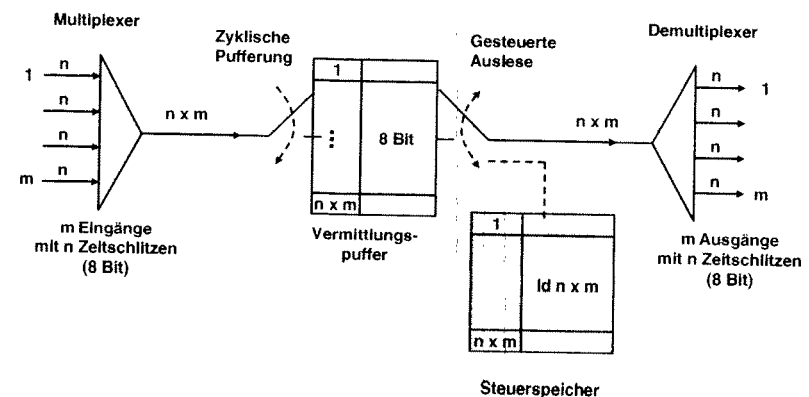 Multiplexer
1
n
n
n
m
n
m Eingänge
mit n Zeitschlitzen
(8 Bit)
n x m
Zyklische
Pufferung
1
8 Bit
n x m
Vermittlungs-
puffer
Gesteuerte
Auslese
n x m
1
ld n x m
n x m
Steuerspeicher
Demultiplexer
n
1
n
n
n
m
m Ausgänge
mit n Zeitschlitzen
(8 Bit)